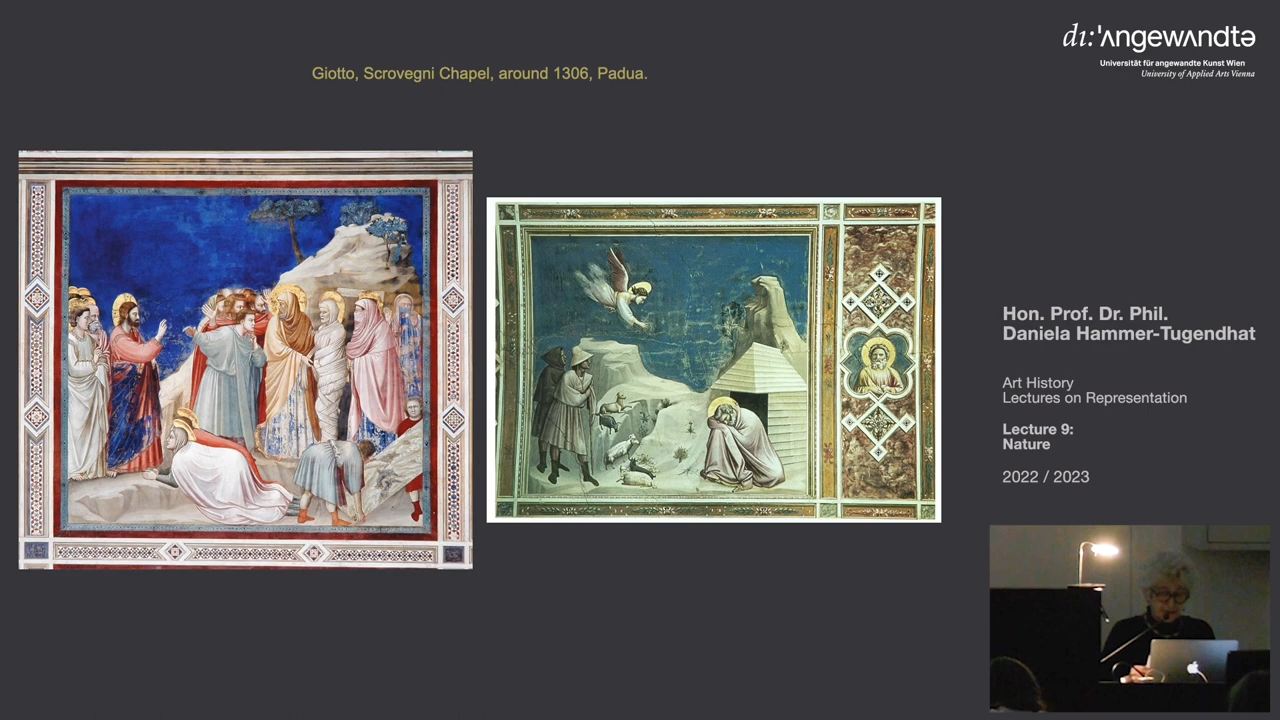 Giotto, Scrovegni Chapel, around 1306, Padua.
dı:'ʌngewʌndtə
Universität für angewandte Kunst Wien
University of Applied Arts Vienna
Hon. Prof. Dr. Phil.
Daniela Hammer-Tugendhat
Art History
Lectures on Representation
Lecture 9:
Nature
2022 / 2023